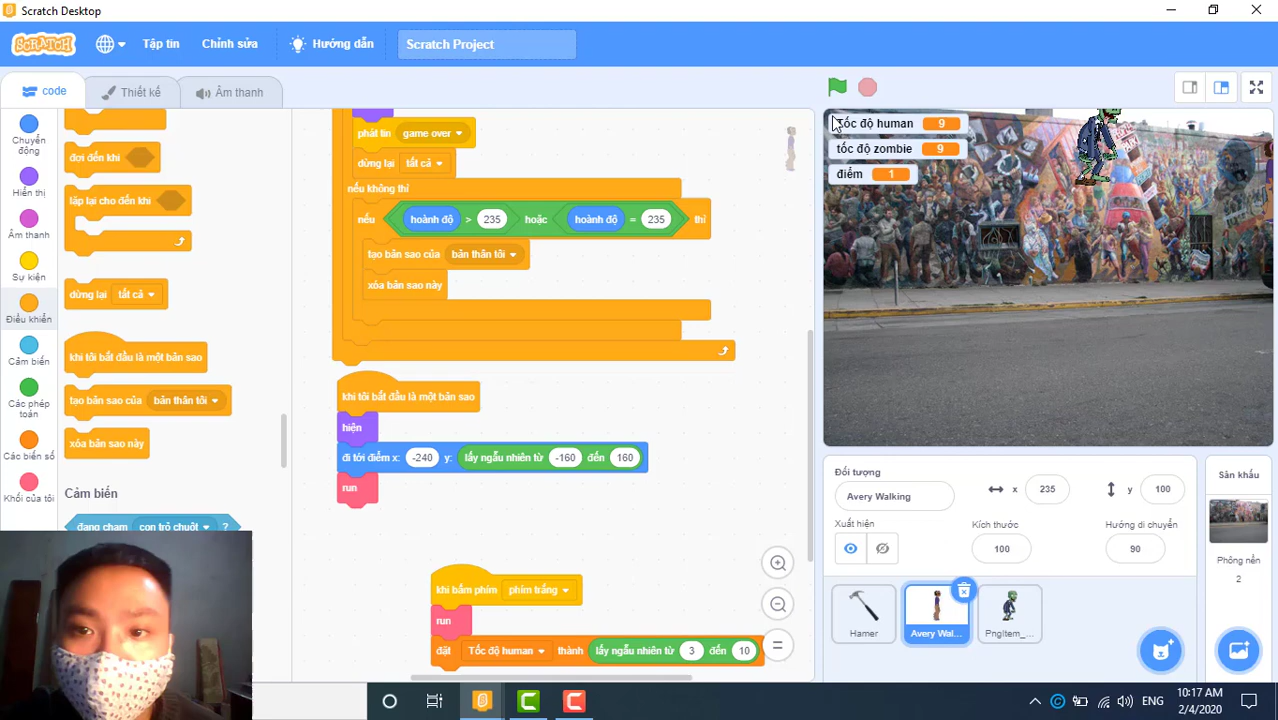 Scratch Desktop
SCRATCH
Tập tin
Chỉnh sửa
Hướng dẫn
Scratch Project
code
Thiết kế
Âm thanh
Chuyển động
Hiển thị
Âm thanh
Sự kiện
Điều khiển
Cảm biến
Các phép toán
Các biến số
Khối của tôi
đợi đến khi
lặp lại cho đến khi
dừng lại tất cả
khi tôi bắt đầu là một bản sao
tạo bản sao của bản thân tôi
xóa bản sao này
Cảm biến
đang chạm con trỏ chuột ?
phát tin game over
dừng lại tất cả
nếu không thì
nếu hoành độ > 235 hoặc hoành độ = 235 thì
tạo bản sao của bản thân tôi
xóa bản sao này
khi tôi bắt đầu là một bản sao
hiện
đi tới điểm x: -240 y: lấy ngẫu nhiên từ -160 đến 160
run
khi bấm phím phím trắng
run
đặt Tốc độ human thành lấy ngẫu nhiên từ 3 đến 10
Tốc độ human 9
tốc độ zombie 9
điểm 1
Đối tượng
Avery Walking
x 235
y 100
Xuất hiện
Kích thước
100
Hướng di chuyển
90
Hamer
Avery Wal...
PngItem_...
Sân khấu
Phông nền
2
ENG
10:17 AM
2/4/2020